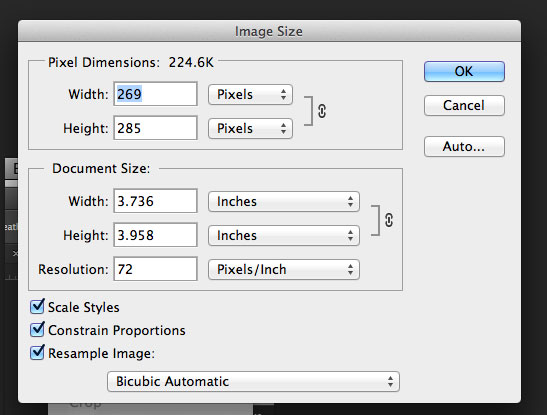 Image Size
Pixel Dimensions: 224.6K
Width: 269 Pixels
Height: 285 Pixels
OK
Cancel
Auto...
Document Size:
Width: 3.736 Inches
Height: 3.958 Inches
Resolution: 72 Pixels/Inch
Scale Styles
Constrain Proportions
Resample Image:
Bicubic Automatic
Crop